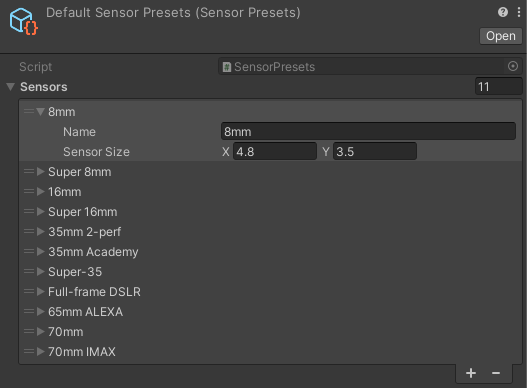 Default Sensor Presets (Sensor Presets)
Open
Script SensorPresets
Sensors 11
8mm
Name 8mm
Sensor Size X 4.8 Y 3.5
Super 8mm
16mm
Super 16mm
35mm 2-perf
35mm Academy
Super-35
Full-frame DSLR
65mm ALEXA
70mm
70mm IMAX